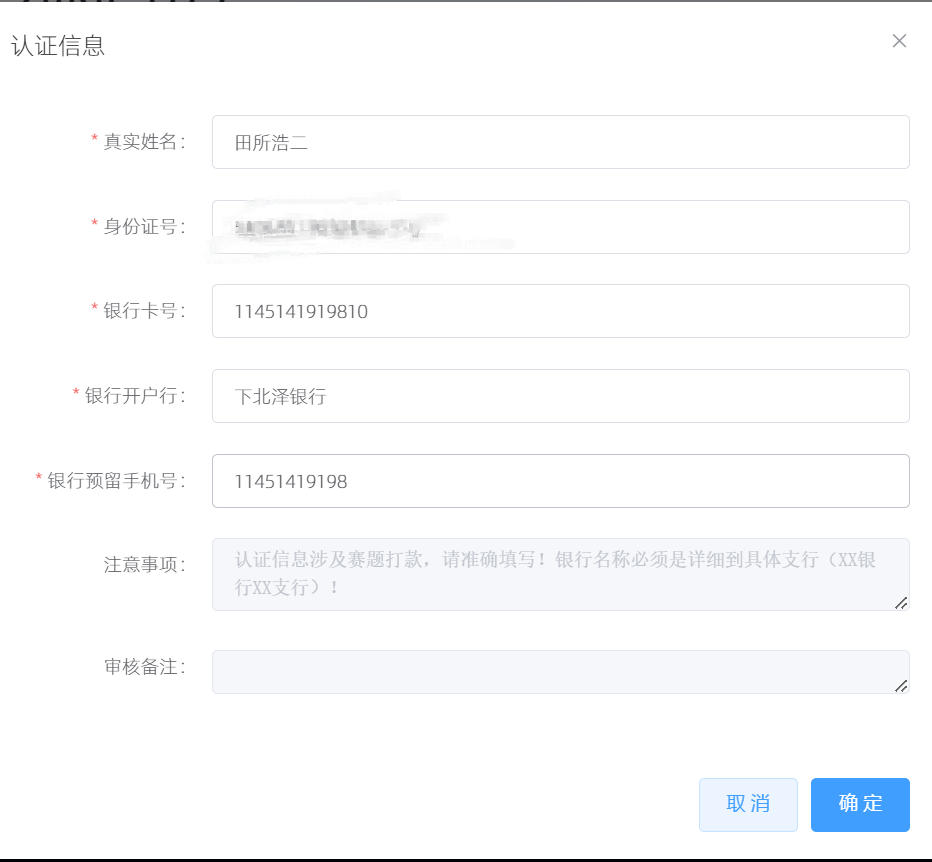 认证信息
* 真实姓名：
田所浩二
* 身份证号：
* 银行卡号：
1145141919810
* 银行开户行：
下北泽银行
* 银行预留手机号：
11451419198
注意事项：
认证信息涉及赛题打款，请准确填写！银行名称必须是详细到具体支行（XX银
行XX支行）！
审核备注：
取消
确定